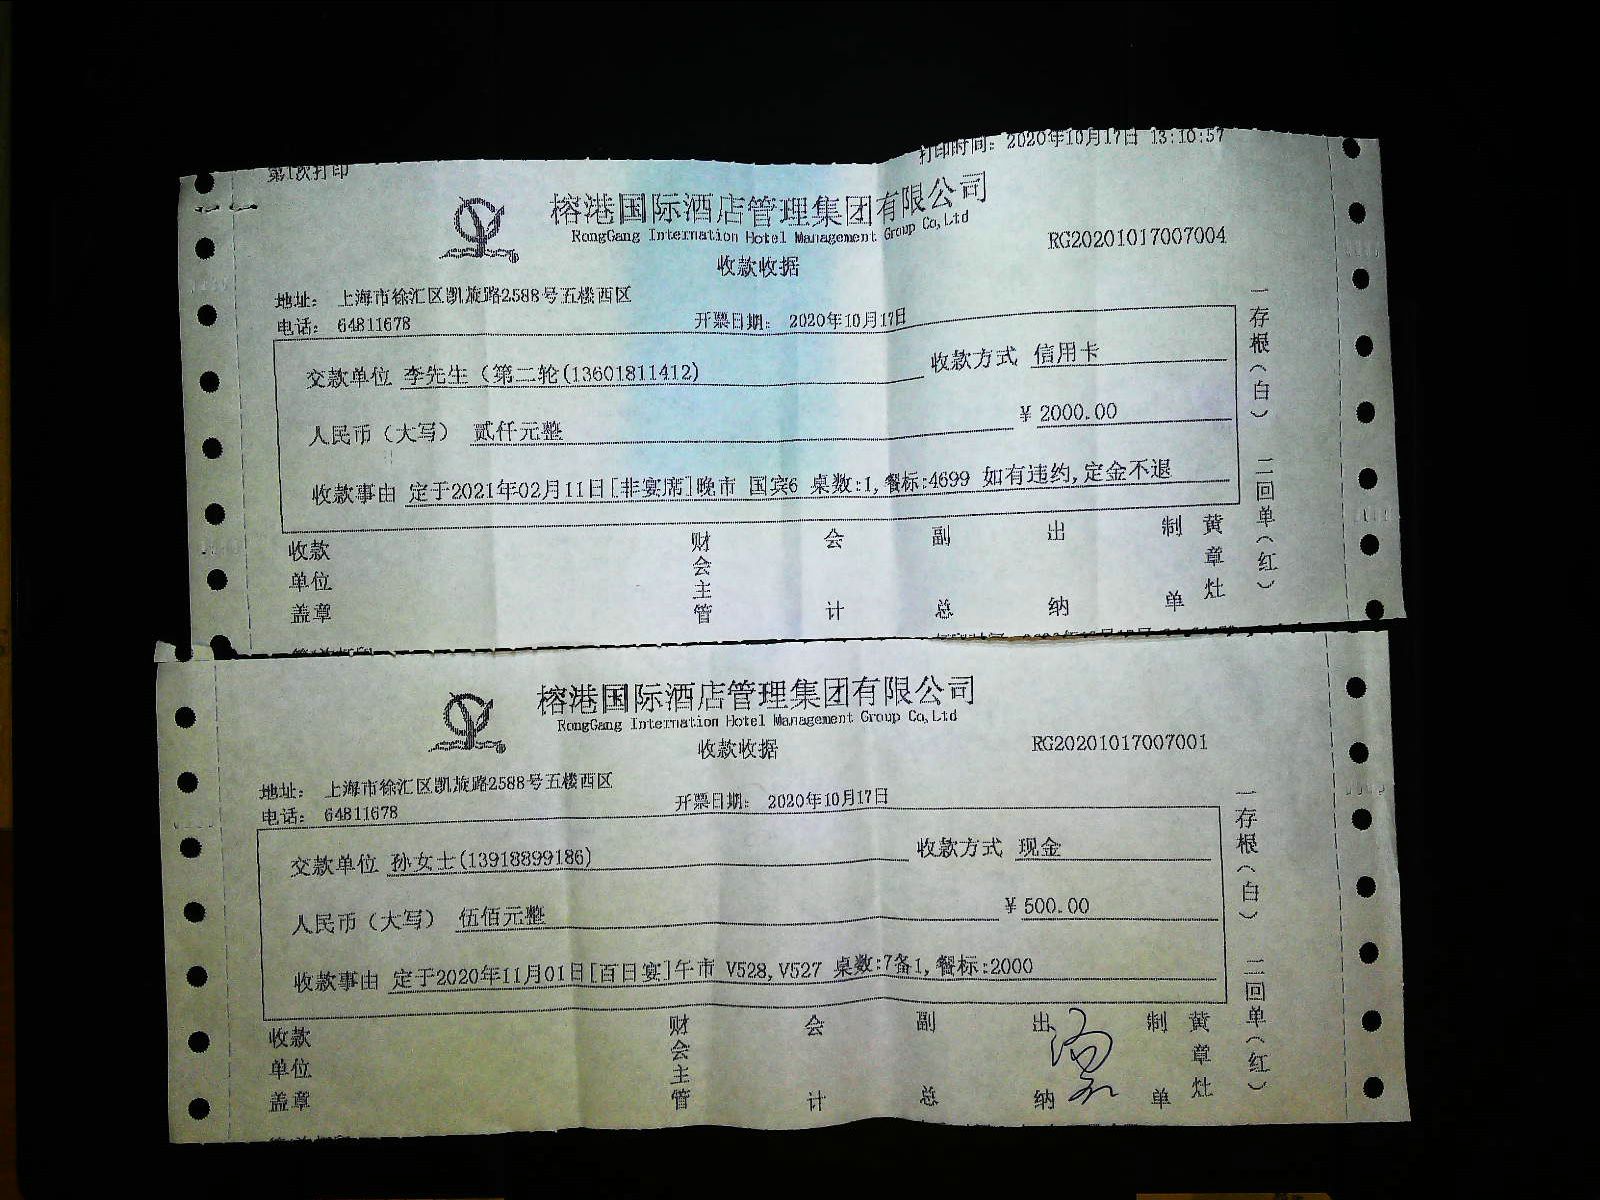 第1次打印
打印时间: 2020年10月17日 13:10:57
榕港国际酒店管理集团有限公司
RongGang Internation Hotel Management Group Co,Ltd
收款收据
RG20201017007004
地址: 上海市徐汇区凯旋路2588号五楼西区
电话: 64811678
开票日期: 2020年10月17日
交款单位 李先生（第二轮(13601811412)
收款方式 信用卡
人民币（大写） 贰仟元整
¥ 2000.00
收款事由 定于2021年02月11日[非宴席]晚市 国宾6 桌数:1,餐标:4699 如有违约,定金不退
收款单位盖章 财会主管 会计 副总 出纳 制单 黄章灶
一存根（白） 二回单（红）
榕港国际酒店管理集团有限公司
RongGang Internation Hotel Management Group Co,Ltd
收款收据
RG20201017007001
地址: 上海市徐汇区凯旋路2588号五楼西区
电话: 64811678
开票日期: 2020年10月17日
交款单位 孙女士(13918899186)
收款方式 现金
人民币（大写） 伍佰元整
¥ 500.00
收款事由 定于2020年11月01日[百日宴]午市 V528,V527 桌数:7备1,餐标:2000
收款单位盖章 财会主管 会计 副总 出纳 制单 黄章灶
一存根（白） 二回单（红）